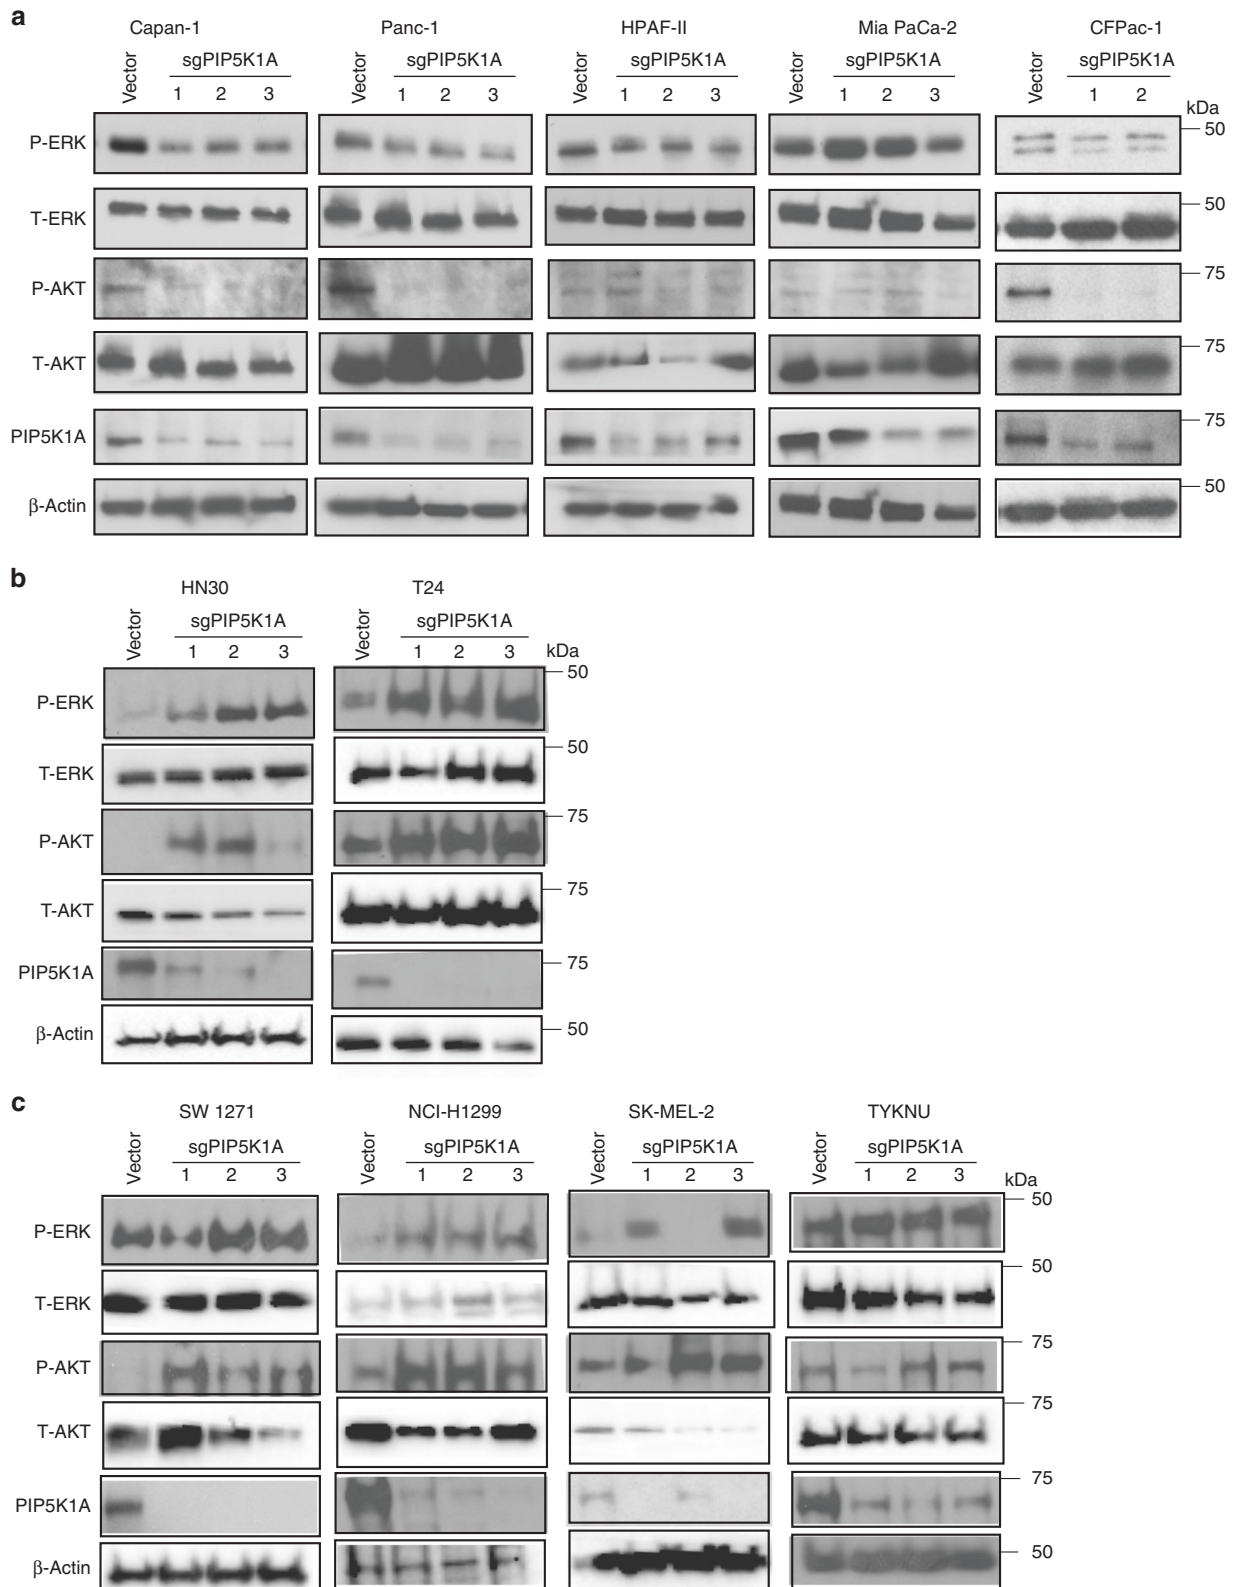 a
Capan-1 Panc-1 HPAF-II Mia PaCa-2 CFPac-1
Vector sgPIP5K1A Vector sgPIP5K1A Vector sgPIP5K1A Vector sgPIP5K1A Vector sgPIP5K1A
1 2 3 1 2 3 1 2 3 1 2 3 1 2 kDa
P-ERK 50
T-ERK 50
P-AKT 75
T-AKT 75
PIP5K1A 75
β-Actin 50
b
HN30 T24
Vector sgPIP5K1A Vector sgPIP5K1A
1 2 3 1 2 3 kDa
P-ERK 50
T-ERK 50
P-AKT 75
T-AKT 75
PIP5K1A 75
β-Actin 50
c
SW 1271 NCI-H1299 SK-MEL-2 TYKNU
Vector sgPIP5K1A Vector sgPIP5K1A Vector sgPIP5K1A Vector sgPIP5K1A
1 2 3 1 2 3 1 2 3 1 2 3 kDa
P-ERK 50
T-ERK 50
P-AKT 75
T-AKT 75
PIP5K1A 75
β-Actin 50